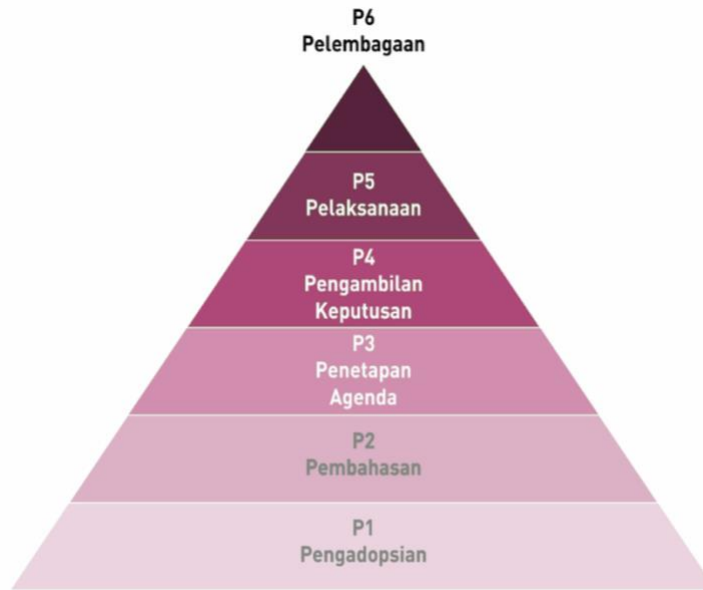 P6
Pelembagaan
P5
Pelaksanaan
P4
Pengambilan
Keputusan
P3
Penetapan
Agenda
P2
Pembahasan
P1
Pengadopsian